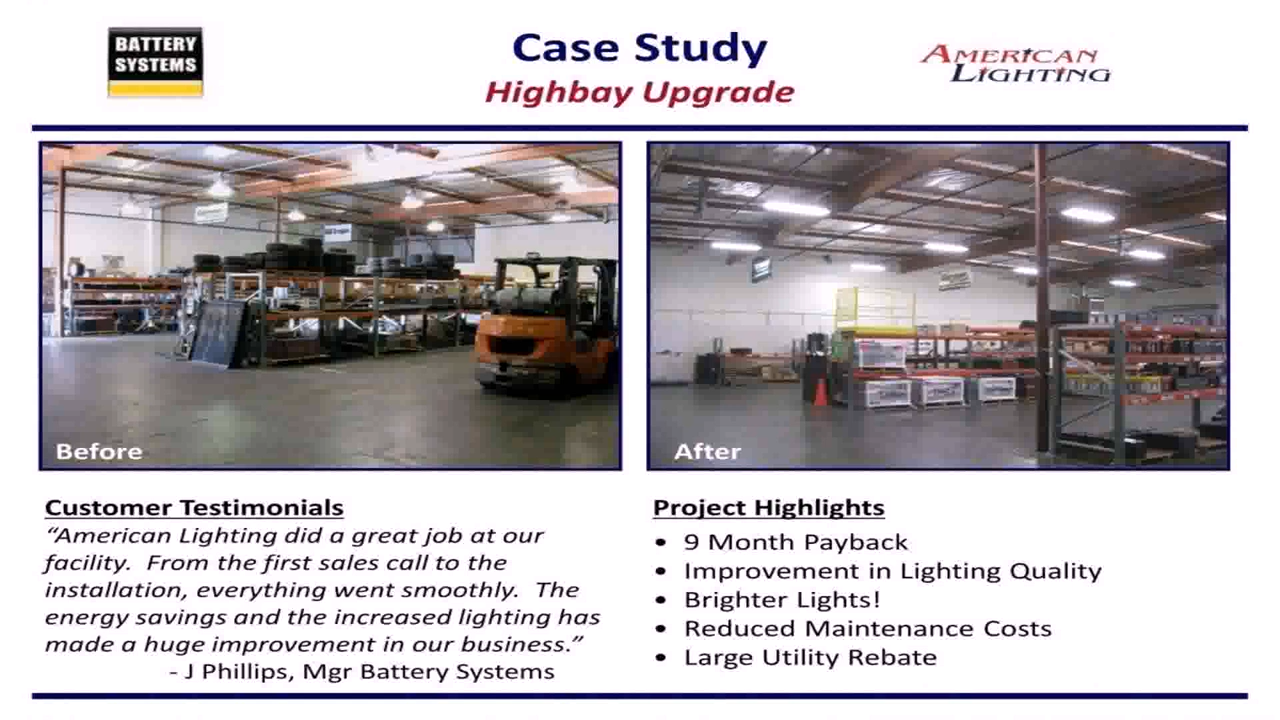 BATTERY
SYSTEMS
Case Study
Highbay Upgrade
AMERICAN
LIGHTING
Before
After
Customer Testimonials
“American Lighting did a great job at our
facility.  From the first sales call to the
installation, everything went smoothly.  The
energy savings and the increased lighting has
made a huge improvement in our business.”
- J Phillips, Mgr Battery Systems
Project Highlights
• 9 Month Payback
• Improvement in Lighting Quality
• Brighter Lights!
• Reduced Maintenance Costs
• Large Utility Rebate